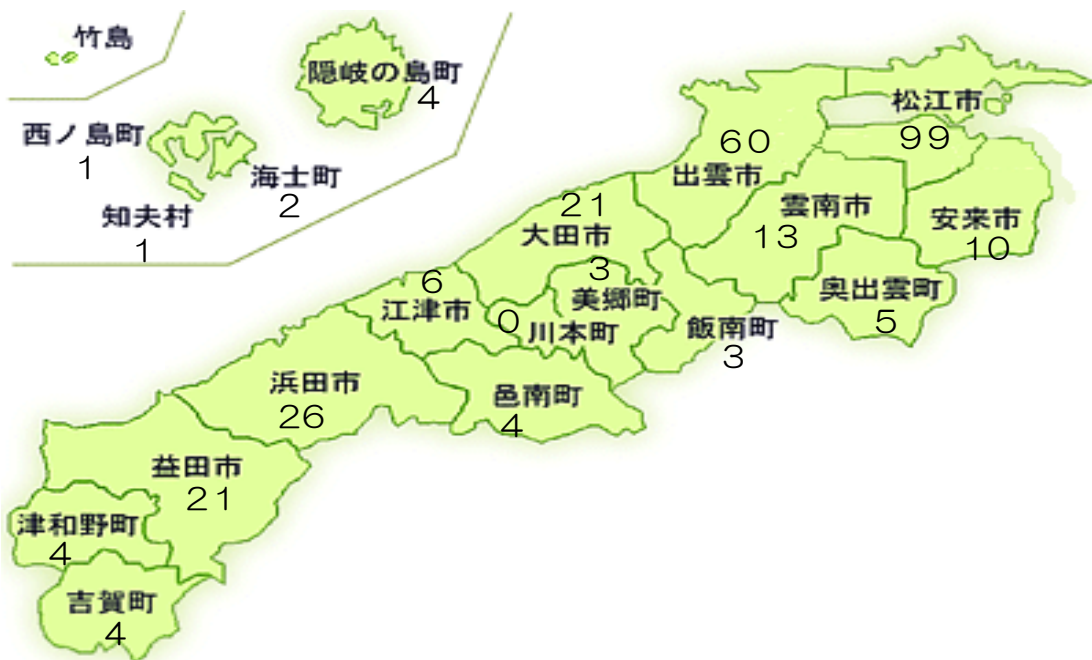 竹島
隠岐の島町
4
西ノ島町
1
海士町
2
知夫村
1
松江市
99
60
出雲市
雲南市
13
安来市
10
21
大田市
3
美郷町
奥出雲町
5
6
江津市
0
川本町
飯南町
3
浜田市
26
邑南町
4
益田市
21
津和野町
4
吉賀町
4